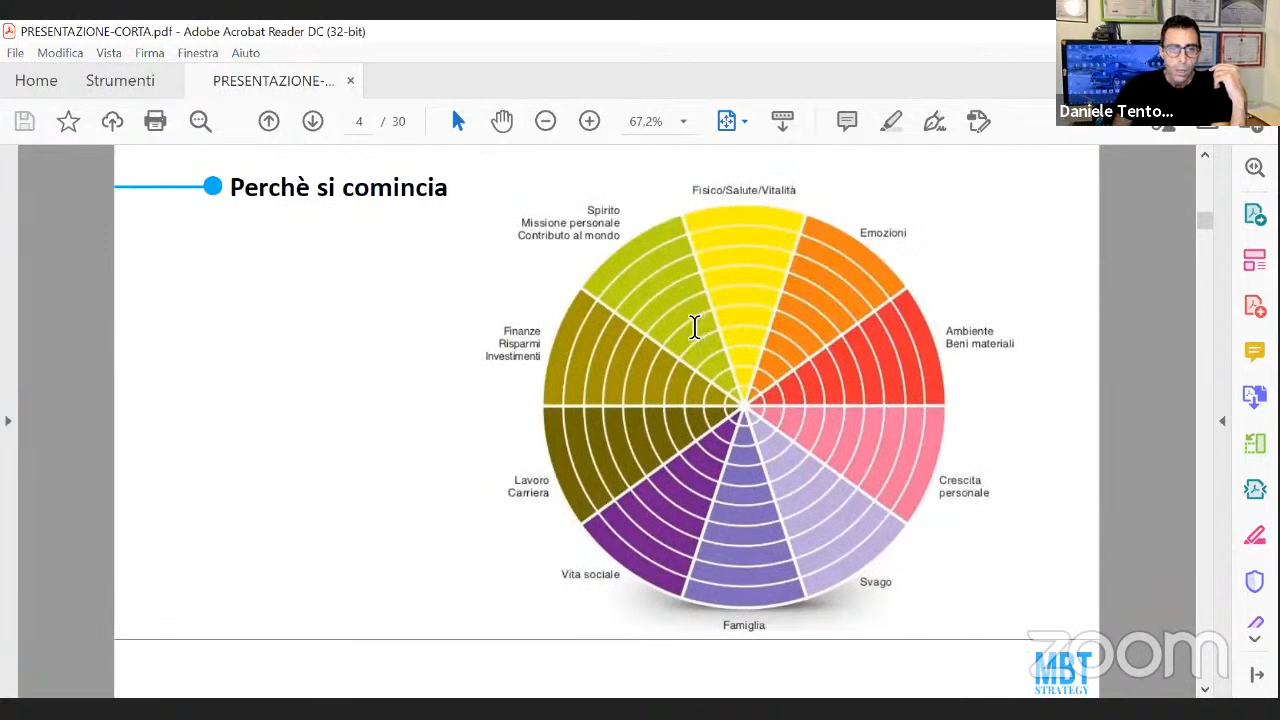 PRESENTAZIONE-CORTA.pdf - Adobe Acrobat Reader DC (32-bit)
File Modifica Vista Firma Finestra Aiuto
Home Strumenti PRESENTAZIONE-... ×
4 / 30 67,2%
Daniele Tento...
Perchè si comincia
Fisico/Salute/Vitalità
Spirito
Missione personale
Contributo al mondo
Emozioni
Finanze
Risparmi
Investimenti
Ambiente
Beni materiali
Lavoro
Carriera
Crescita
personale
Vita sociale
Svago
Famiglia
zoom
MBT
STRATEGY